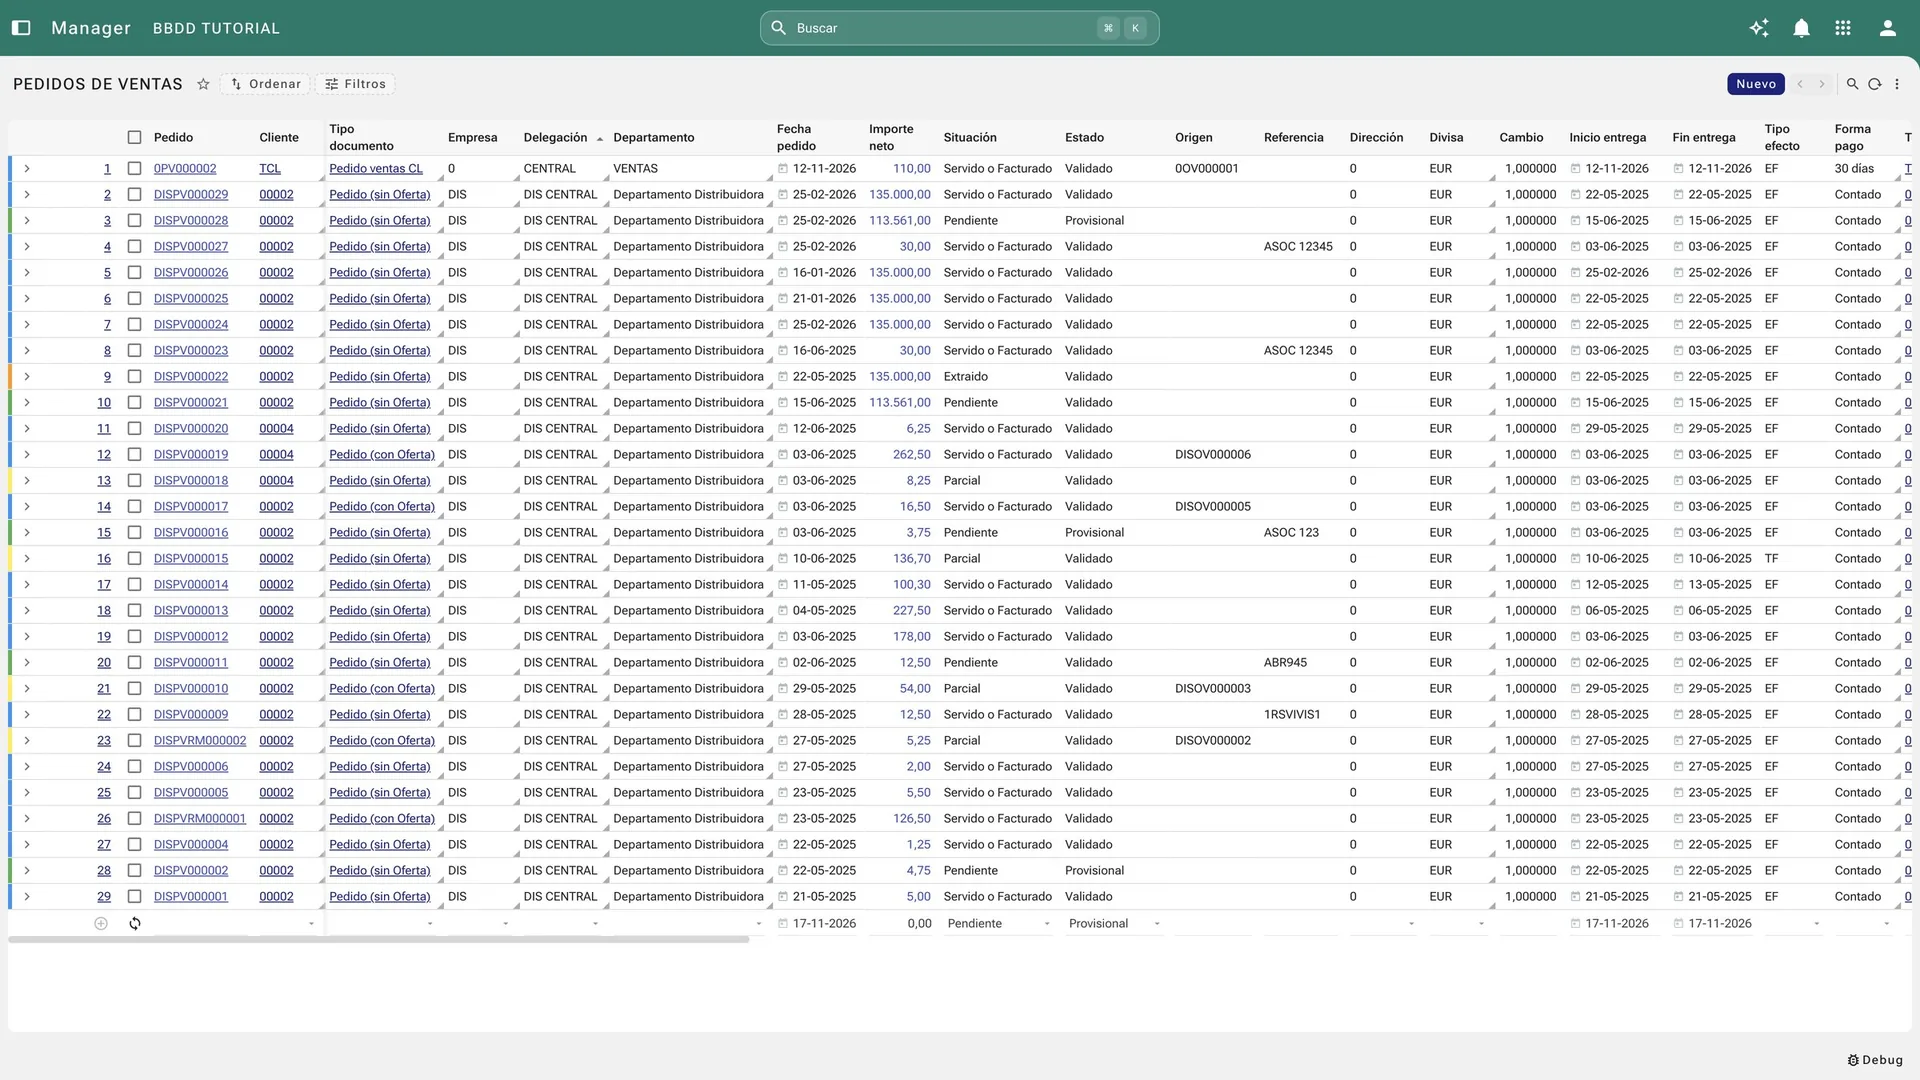 Manager BBDD TUTORIAL Buscar ⌘ K
PEDIDOS DE VENTAS Ordenar Filtros Nuevo
Pedido Cliente Tipo documento Empresa Delegación Departamento Fecha pedido Importe neto Situación Estado Origen Referencia Dirección Divisa Cambio Inicio entrega Fin entrega Tipo efecto Forma pago T
1 0PV000002 TCL Pedido ventas CL 0 CENTRAL VENTAS 12-11-2026 110,00 Servido o Facturado Validado 0OV000001 0 EUR 1,000000 12-11-2026 12-11-2026 EF 30 días T
2 DISPV000029 00002 Pedido (sin Oferta) DIS DIS CENTRAL Departamento Distribuidora 25-02-2026 135.000,00 Servido o Facturado Validado 0 EUR 1,000000 22-05-2025 22-05-2025 EF Contado 0
3 DISPV000028 00002 Pedido (sin Oferta) DIS DIS CENTRAL Departamento Distribuidora 25-02-2026 113.561,00 Pendiente Provisional 0 EUR 1,000000 15-06-2025 15-06-2025 EF Contado 0
4 DISPV000027 00002 Pedido (sin Oferta) DIS DIS CENTRAL Departamento Distribuidora 25-02-2026 30,00 Servido o Facturado Validado ASOC 12345 0 EUR 1,000000 03-06-2025 03-06-2025 EF Contado 0
5 DISPV000026 00002 Pedido (sin Oferta) DIS DIS CENTRAL Departamento Distribuidora 16-01-2026 135.000,00 Servido o Facturado Validado 0 EUR 1,000000 25-02-2026 25-02-2026 EF Contado 0
6 DISPV000025 00002 Pedido (sin Oferta) DIS DIS CENTRAL Departamento Distribuidora 21-01-2026 135.000,00 Servido o Facturado Validado 0 EUR 1,000000 22-05-2025 22-05-2025 EF Contado 0
7 DISPV000024 00002 Pedido (sin Oferta) DIS DIS CENTRAL Departamento Distribuidora 25-02-2026 135.000,00 Servido o Facturado Validado 0 EUR 1,000000 22-05-2025 22-05-2025 EF Contado 0
8 DISPV000023 00002 Pedido (sin Oferta) DIS DIS CENTRAL Departamento Distribuidora 16-06-2025 30,00 Servido o Facturado Validado ASOC 12345 0 EUR 1,000000 03-06-2025 03-06-2025 EF Contado 0
9 DISPV000022 00002 Pedido (sin Oferta) DIS DIS CENTRAL Departamento Distribuidora 22-05-2025 135.000,00 Extraido Validado 0 EUR 1,000000 22-05-2025 22-05-2025 EF Contado 0
10 DISPV000021 00002 Pedido (sin Oferta) DIS DIS CENTRAL Departamento Distribuidora 15-06-2025 113.561,00 Pendiente Validado 0 EUR 1,000000 15-06-2025 15-06-2025 EF Contado 0
11 DISPV000020 00004 Pedido (sin Oferta) DIS DIS CENTRAL Departamento Distribuidora 12-06-2025 6,25 Servido o Facturado Validado 0 EUR 1,000000 29-05-2025 29-05-2025 EF Contado 0
12 DISPV000019 00004 Pedido (con Oferta) DIS DIS CENTRAL Departamento Distribuidora 03-06-2025 262,50 Servido o Facturado Validado DISOV000006 0 EUR 1,000000 03-06-2025 03-06-2025 EF Contado 0
13 DISPV000018 00004 Pedido (sin Oferta) DIS DIS CENTRAL Departamento Distribuidora 03-06-2025 8,25 Parcial Validado 0 EUR 1,000000 03-06-2025 03-06-2025 EF Contado 0
14 DISPV000017 00002 Pedido (con Oferta) DIS DIS CENTRAL Departamento Distribuidora 03-06-2025 16,50 Servido o Facturado Validado DISOV000005 0 EUR 1,000000 03-06-2025 03-06-2025 EF Contado 0
15 DISPV000016 00002 Pedido (sin Oferta) DIS DIS CENTRAL Departamento Distribuidora 03-06-2025 3,75 Pendiente Provisional ASOC 123 0 EUR 1,000000 03-06-2025 03-06-2025 EF Contado 0
16 DISPV000015 00002 Pedido (sin Oferta) DIS DIS CENTRAL Departamento Distribuidora 10-06-2025 136,70 Parcial Validado 0 EUR 1,000000 10-06-2025 10-06-2025 TF Contado 0
17 DISPV000014 00002 Pedido (sin Oferta) DIS DIS CENTRAL Departamento Distribuidora 11-05-2025 100,30 Servido o Facturado Validado 0 EUR 1,000000 12-05-2025 13-05-2025 EF Contado 0
18 DISPV000013 00002 Pedido (sin Oferta) DIS DIS CENTRAL Departamento Distribuidora 04-05-2025 227,50 Servido o Facturado Validado 0 EUR 1,000000 06-05-2025 06-05-2025 EF Contado 0
19 DISPV000012 00002 Pedido (sin Oferta) DIS DIS CENTRAL Departamento Distribuidora 03-06-2025 178,00 Servido o Facturado Validado 0 EUR 1,000000 03-06-2025 03-06-2025 EF Contado 0
20 DISPV000011 00002 Pedido (sin Oferta) DIS DIS CENTRAL Departamento Distribuidora 02-06-2025 12,50 Pendiente Validado ABR945 0 EUR 1,000000 02-06-2025 02-06-2025 EF Contado 0
21 DISPV000010 00002 Pedido (con Oferta) DIS DIS CENTRAL Departamento Distribuidora 29-05-2025 54,00 Parcial Validado DISOV000003 0 EUR 1,000000 29-05-2025 29-05-2025 EF Contado 0
22 DISPV000009 00002 Pedido (sin Oferta) DIS DIS CENTRAL Departamento Distribuidora 28-05-2025 12,50 Servido o Facturado Validado 1RSVIVIS1 0 EUR 1,000000 28-05-2025 28-05-2025 EF Contado 0
23 DISPVRM000002 00002 Pedido (con Oferta) DIS DIS CENTRAL Departamento Distribuidora 27-05-2025 5,25 Parcial Validado DISOV000002 0 EUR 1,000000 27-05-2025 27-05-2025 EF Contado 0
24 DISPV000006 00002 Pedido (sin Oferta) DIS DIS CENTRAL Departamento Distribuidora 27-05-2025 2,00 Servido o Facturado Validado 0 EUR 1,000000 27-05-2025 27-05-2025 EF Contado 0
25 DISPV000005 00002 Pedido (sin Oferta) DIS DIS CENTRAL Departamento Distribuidora 23-05-2025 5,50 Servido o Facturado Validado 0 EUR 1,000000 23-05-2025 23-05-2025 EF Contado 0
26 DISPVRM000001 00002 Pedido (con Oferta) DIS DIS CENTRAL Departamento Distribuidora 23-05-2025 126,50 Servido o Facturado Validado 0 EUR 1,000000 23-05-2025 23-05-2025 EF Contado 0
27 DISPV000004 00002 Pedido (sin Oferta) DIS DIS CENTRAL Departamento Distribuidora 22-05-2025 1,25 Servido o Facturado Validado 0 EUR 1,000000 22-05-2025 22-05-2025 EF Contado 0
28 DISPV000002 00002 Pedido (sin Oferta) DIS DIS CENTRAL Departamento Distribuidora 22-05-2025 4,75 Pendiente Provisional 0 EUR 1,000000 22-05-2025 22-05-2025 EF Contado 0
29 DISPV000001 00002 Pedido (sin Oferta) DIS DIS CENTRAL Departamento Distribuidora 21-05-2025 5,00 Servido o Facturado Validado 0 EUR 1,000000 21-05-2025 21-05-2025 EF Contado 0
17-11-2026 0,00 Pendiente Provisional 17-11-2026 17-11-2026
Debug